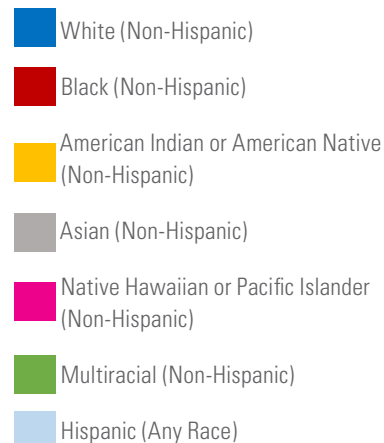 White (Non-Hispanic)
Black (Non-Hispanic)
American Indian or American Native
(Non-Hispanic)
Asian (Non-Hispanic)
Native Hawaiian or Pacific Islander
(Non-Hispanic)
Multiracial (Non-Hispanic)
Hispanic (Any Race)